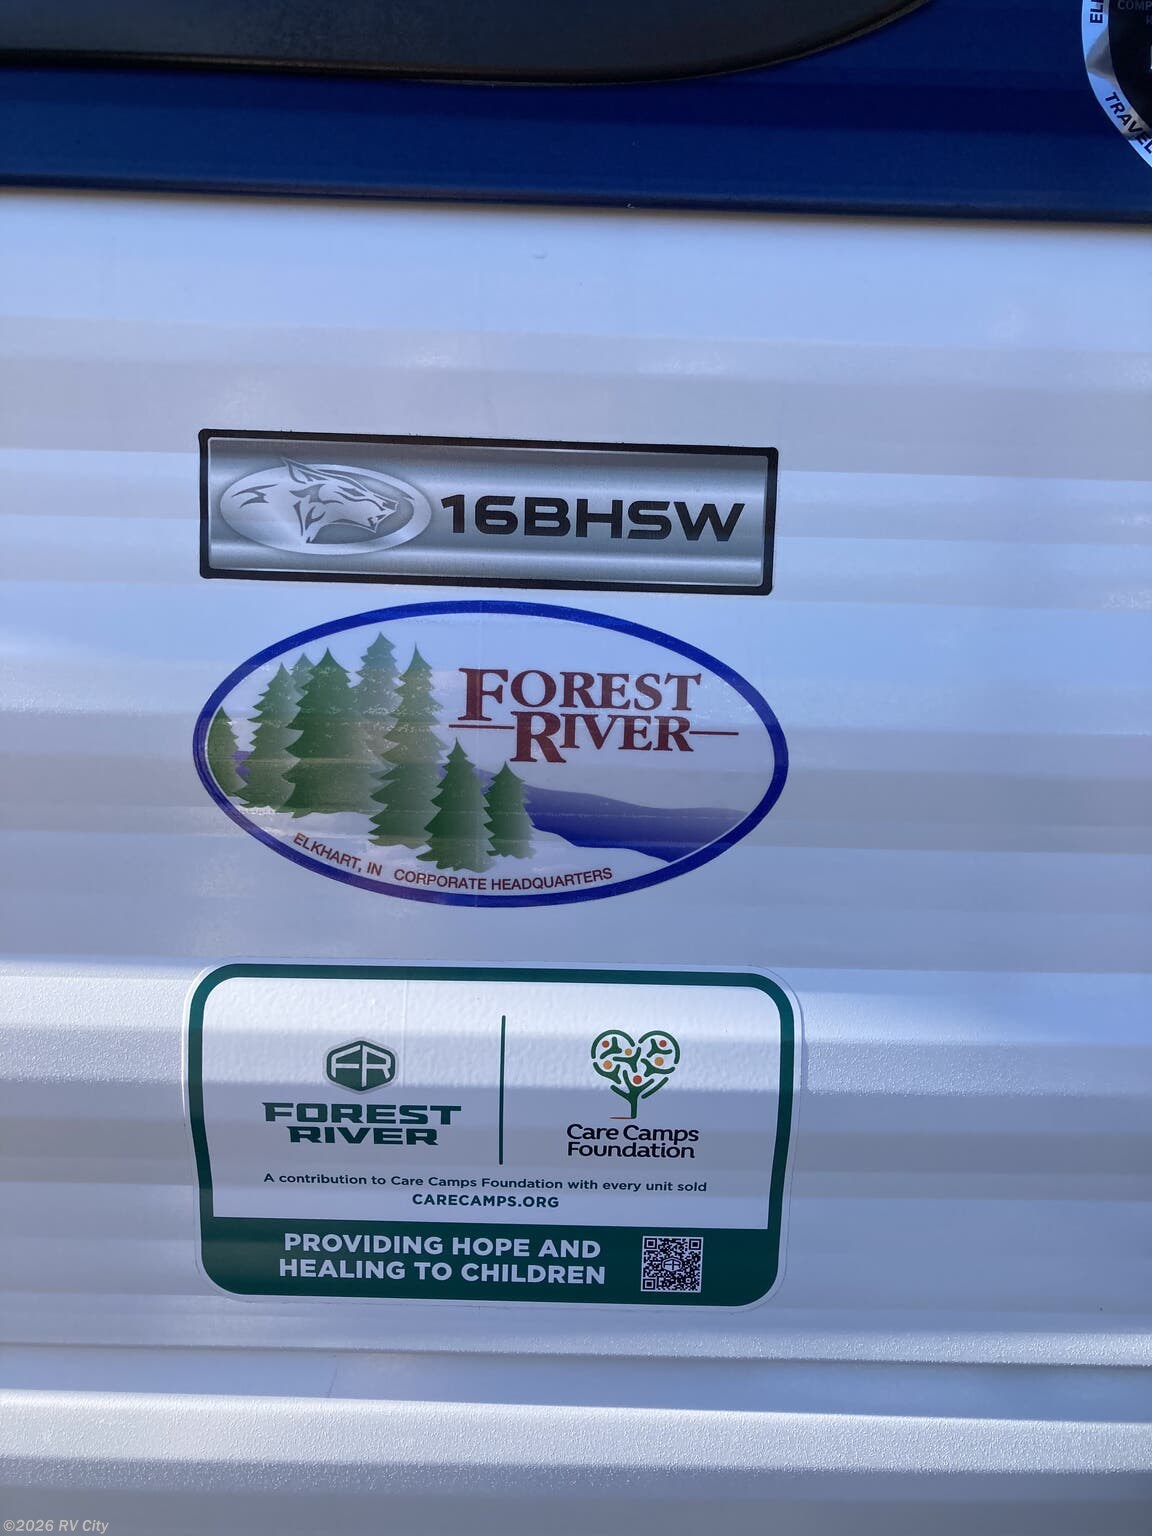 TRAVEL
16BHSW
FOREST
RIVER
ELKHART, IN CORPORATE HEADQUARTERS
FR
FOREST
RIVER
Care Camps
Foundation
A contribution to Care Camps Foundation with every unit sold
CARECAMPS.ORG
PROVIDING HOPE AND
HEALING TO CHILDREN
©2026 RV City